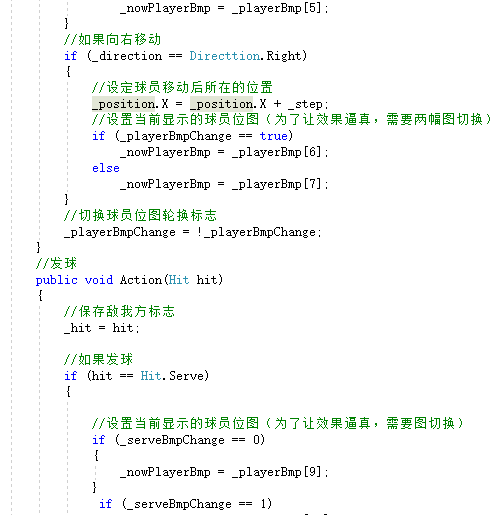 _nowPlayerBmp = _playerBmp[5];
}
//如果向右移动
if (_direction == Directtion.Right)
{
//设定球员移动后所在的位置
_position.X = _position.X + _step;
//设置当前显示的球员位图（为了让效果逼真，需要两幅图切换）
if (_playerBmpChange == true)
_nowPlayerBmp = _playerBmp[6];
else
_nowPlayerBmp = _playerBmp[7];
}
//切换球员位图轮换标志
_playerBmpChange = !_playerBmpChange;
}
//发球
public void Action(Hit hit)
{
//保存敌我方标志
_hit = hit;
//如果发球
if (hit == Hit.Serve)
{
//设置当前显示的球员位图（为了让效果逼真，需要图切换）
if (_serveBmpChange == 0)
{
_nowPlayerBmp = _playerBmp[9];
}
if (_serveBmpChange == 1)